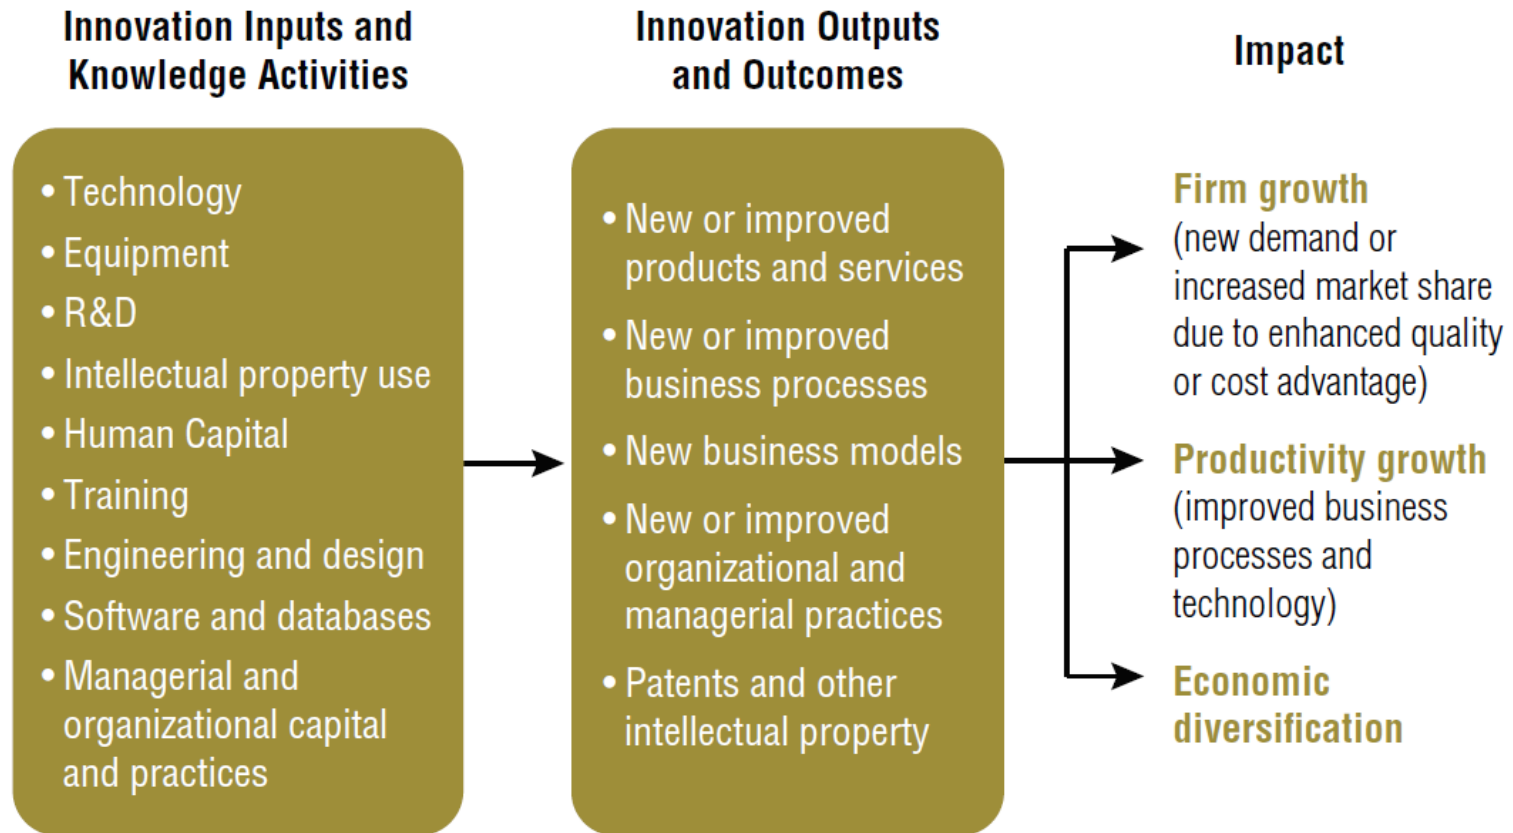 Innovation Inputs and
Knowledge Activities
• Technology
• Equipment
• R&D
• Intellectual property use
• Human Capital
• Training
• Engineering and design
• Software and databases
• Managerial and
organizational capital
and practices
Innovation Outputs
and Outcomes
• New or improved
products and services
• New or improved
business processes
• New business models
• New or improved
organizational and
managerial practices
• Patents and other
intellectual property
Impact
Firm growth
(new demand or
increased market share
due to enhanced quality
or cost advantage)
Productivity growth
(improved business
processes and
technology)
Economic
diversification